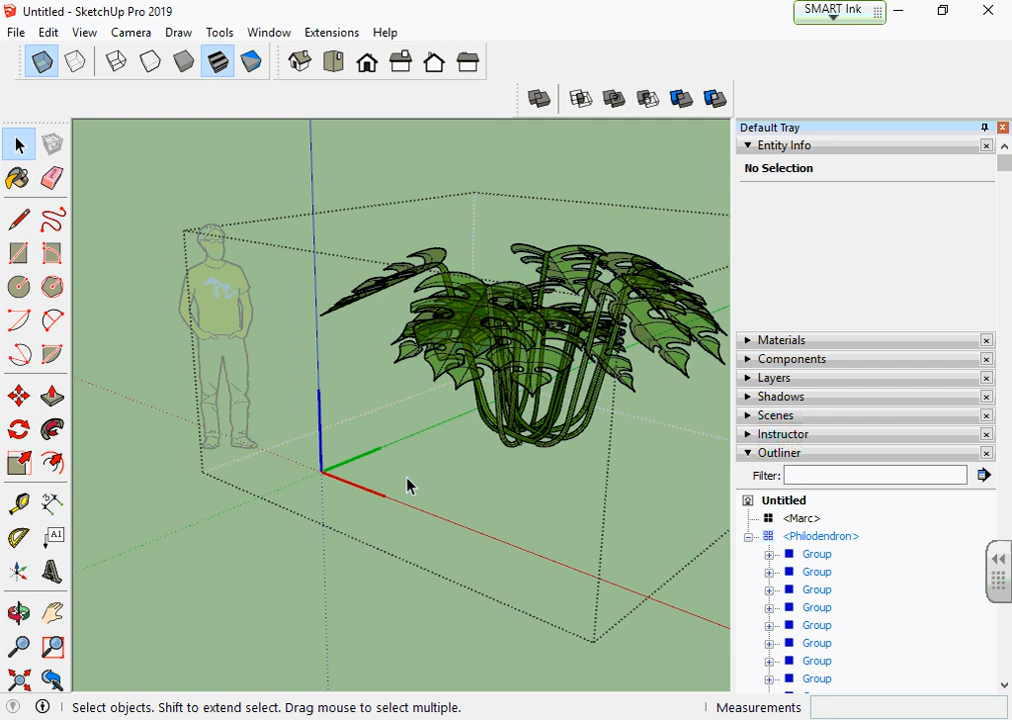 Untitled - SketchUp Pro 2019
SMART Ink
File Edit View Camera Draw Tools Window Extensions Help
Default Tray
Entity Info
No Selection
A1
Materials
Components
Layers
Shadows
Scenes
Instructor
Outliner
Filter:
Untitled
<Marc>
<Philodendron>
Group
Group
Group
Group
Group
Group
Group
Group
Select objects. Shift to extend select. Drag mouse to select multiple.
Measurements